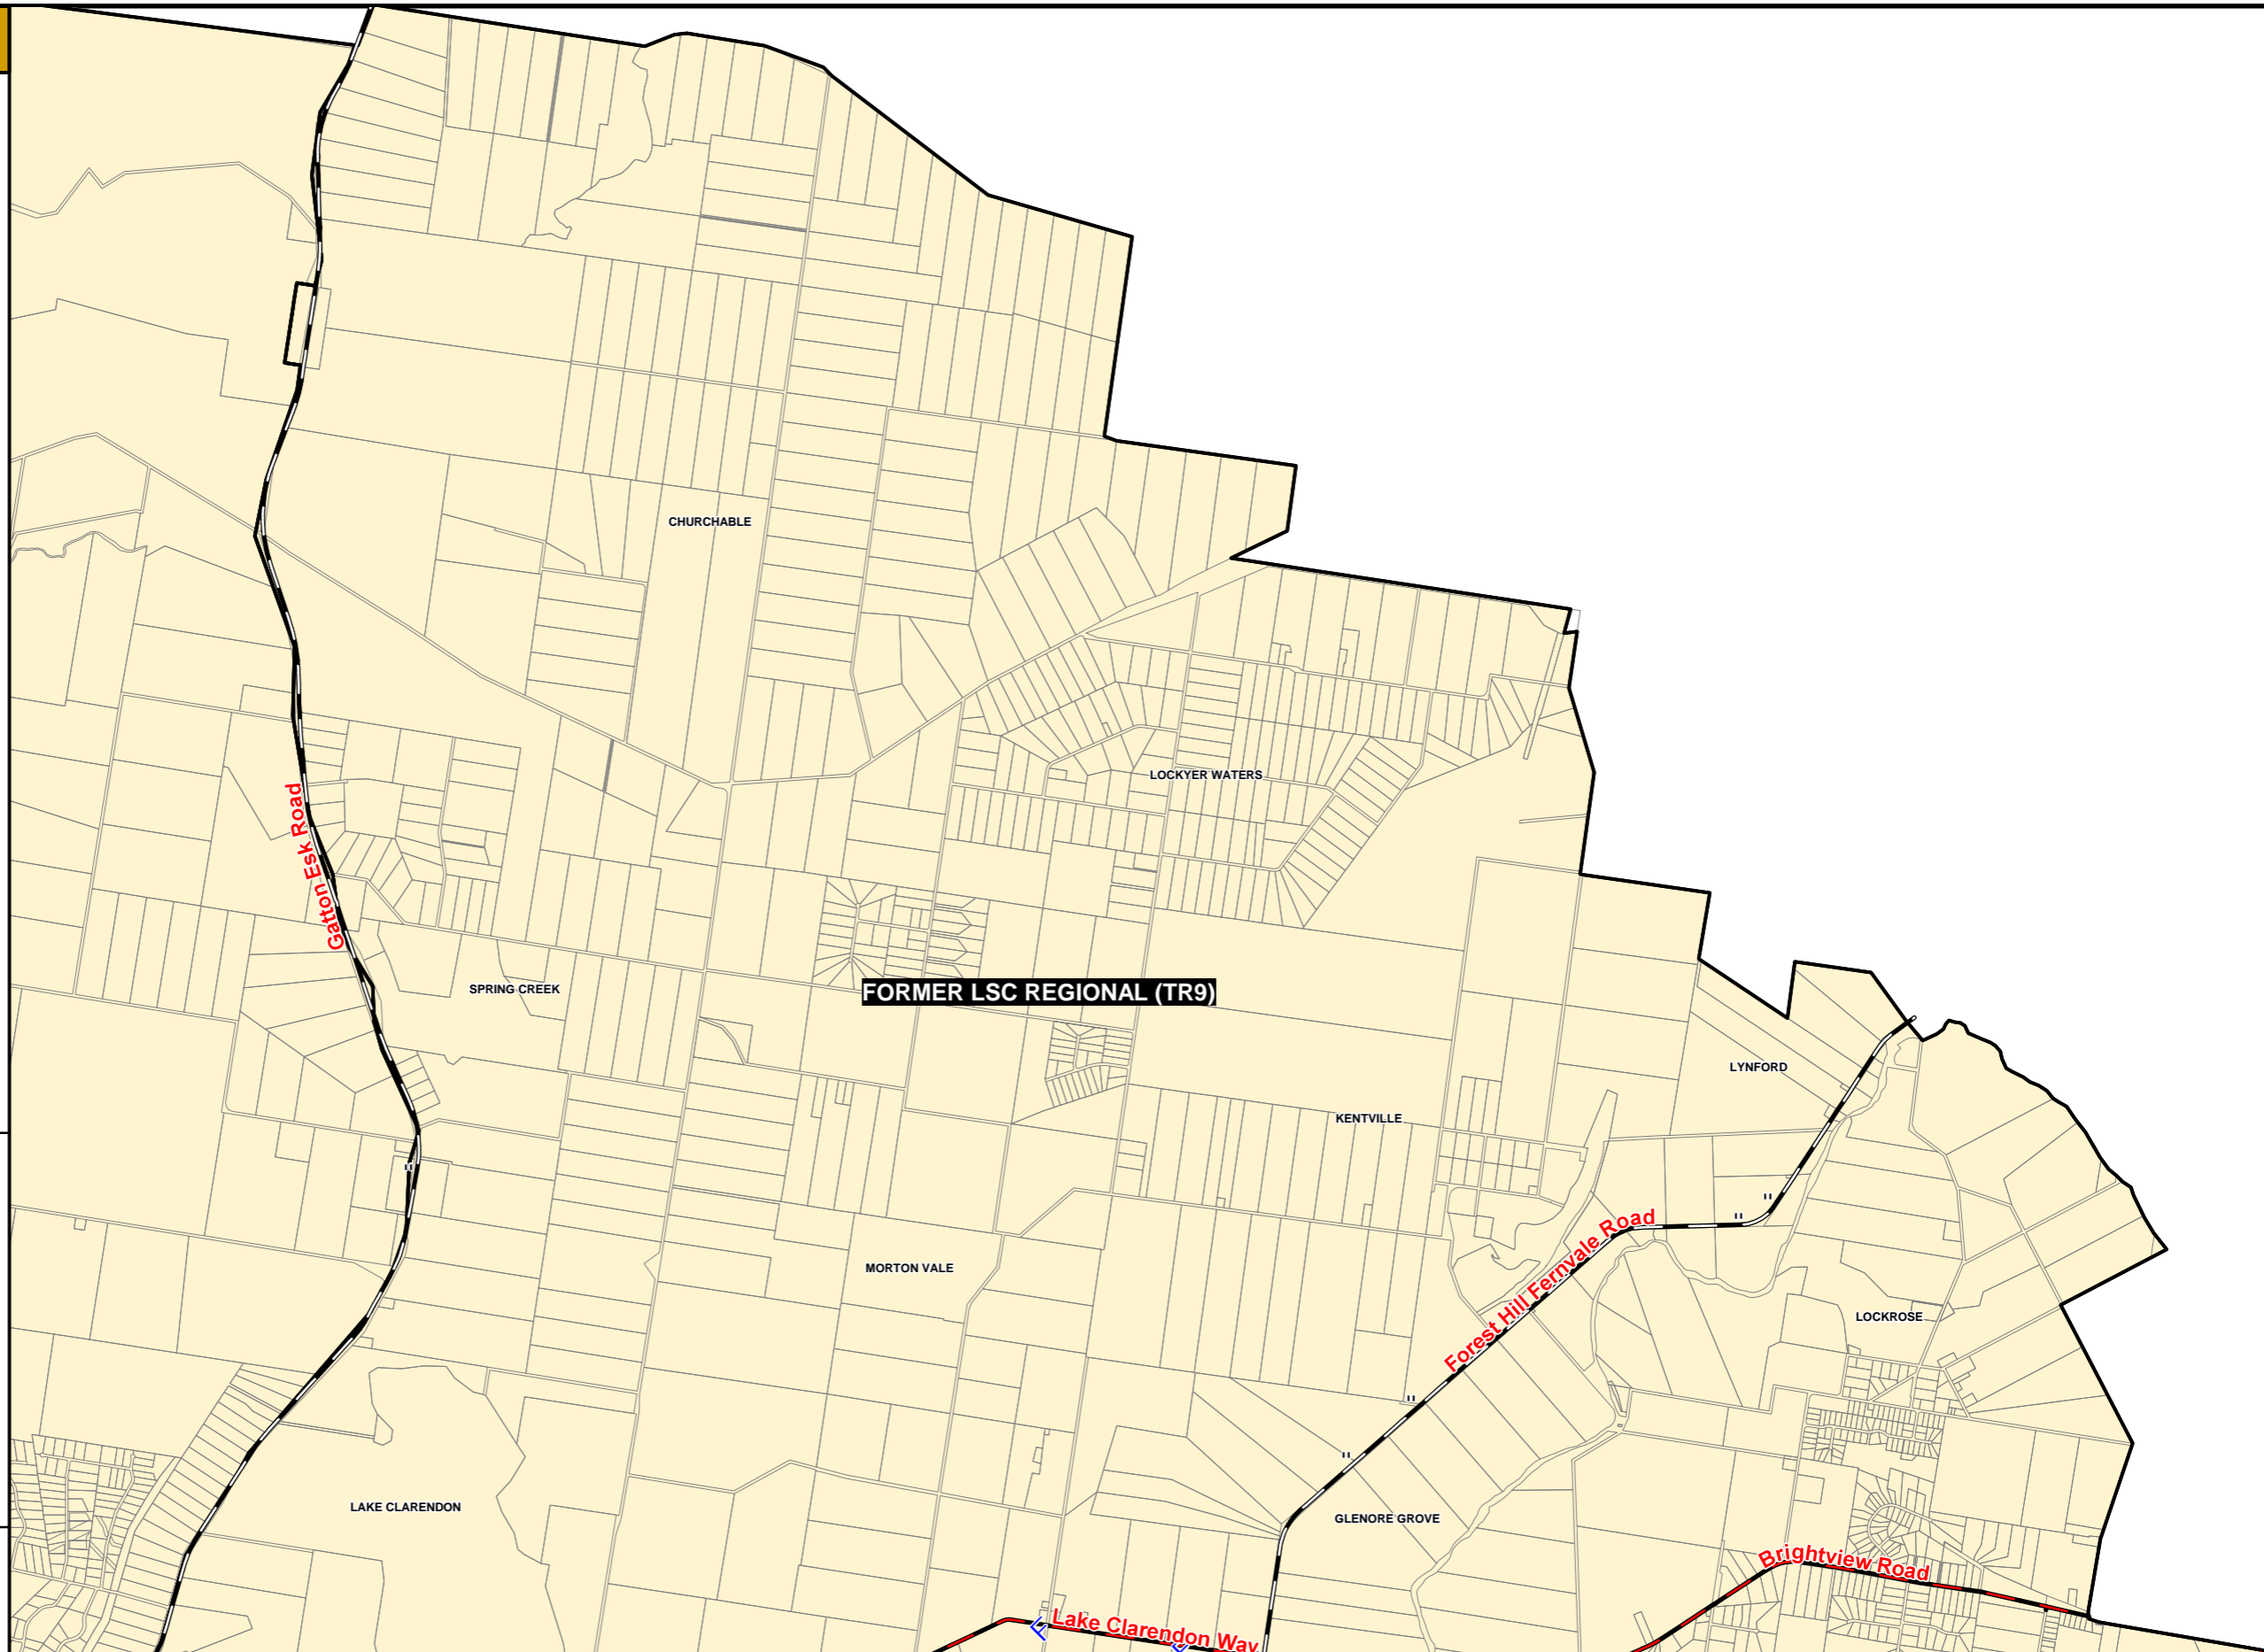 CHURCHABLE
LOCKYER WATERS
Gatton Esk Road
SPRING CREEK
FORMER LSC REGIONAL (TR9)
LYNFORD
KENTVILLE
Forest Hill Fernvale Road
MORTON VALE
LOCKROSE
LAKE CLARENDON
GLENORE GROVE
Brightview Road
Lake Clarendon Way